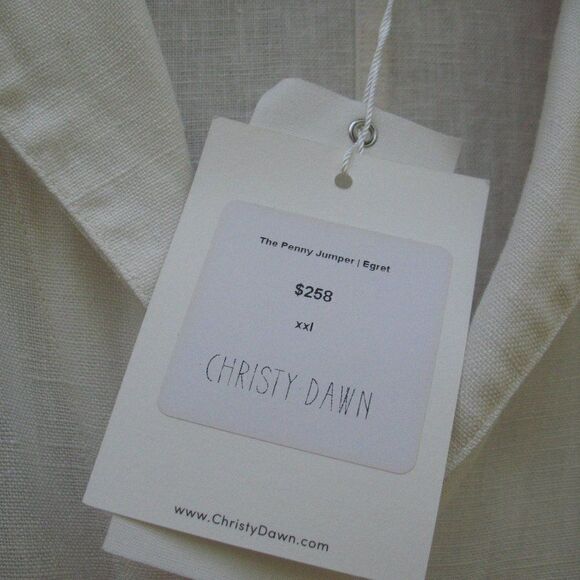 The Penny Jumper | Egret
$258
xxl
CHRISTY DAWN
www.ChristyDawn.com